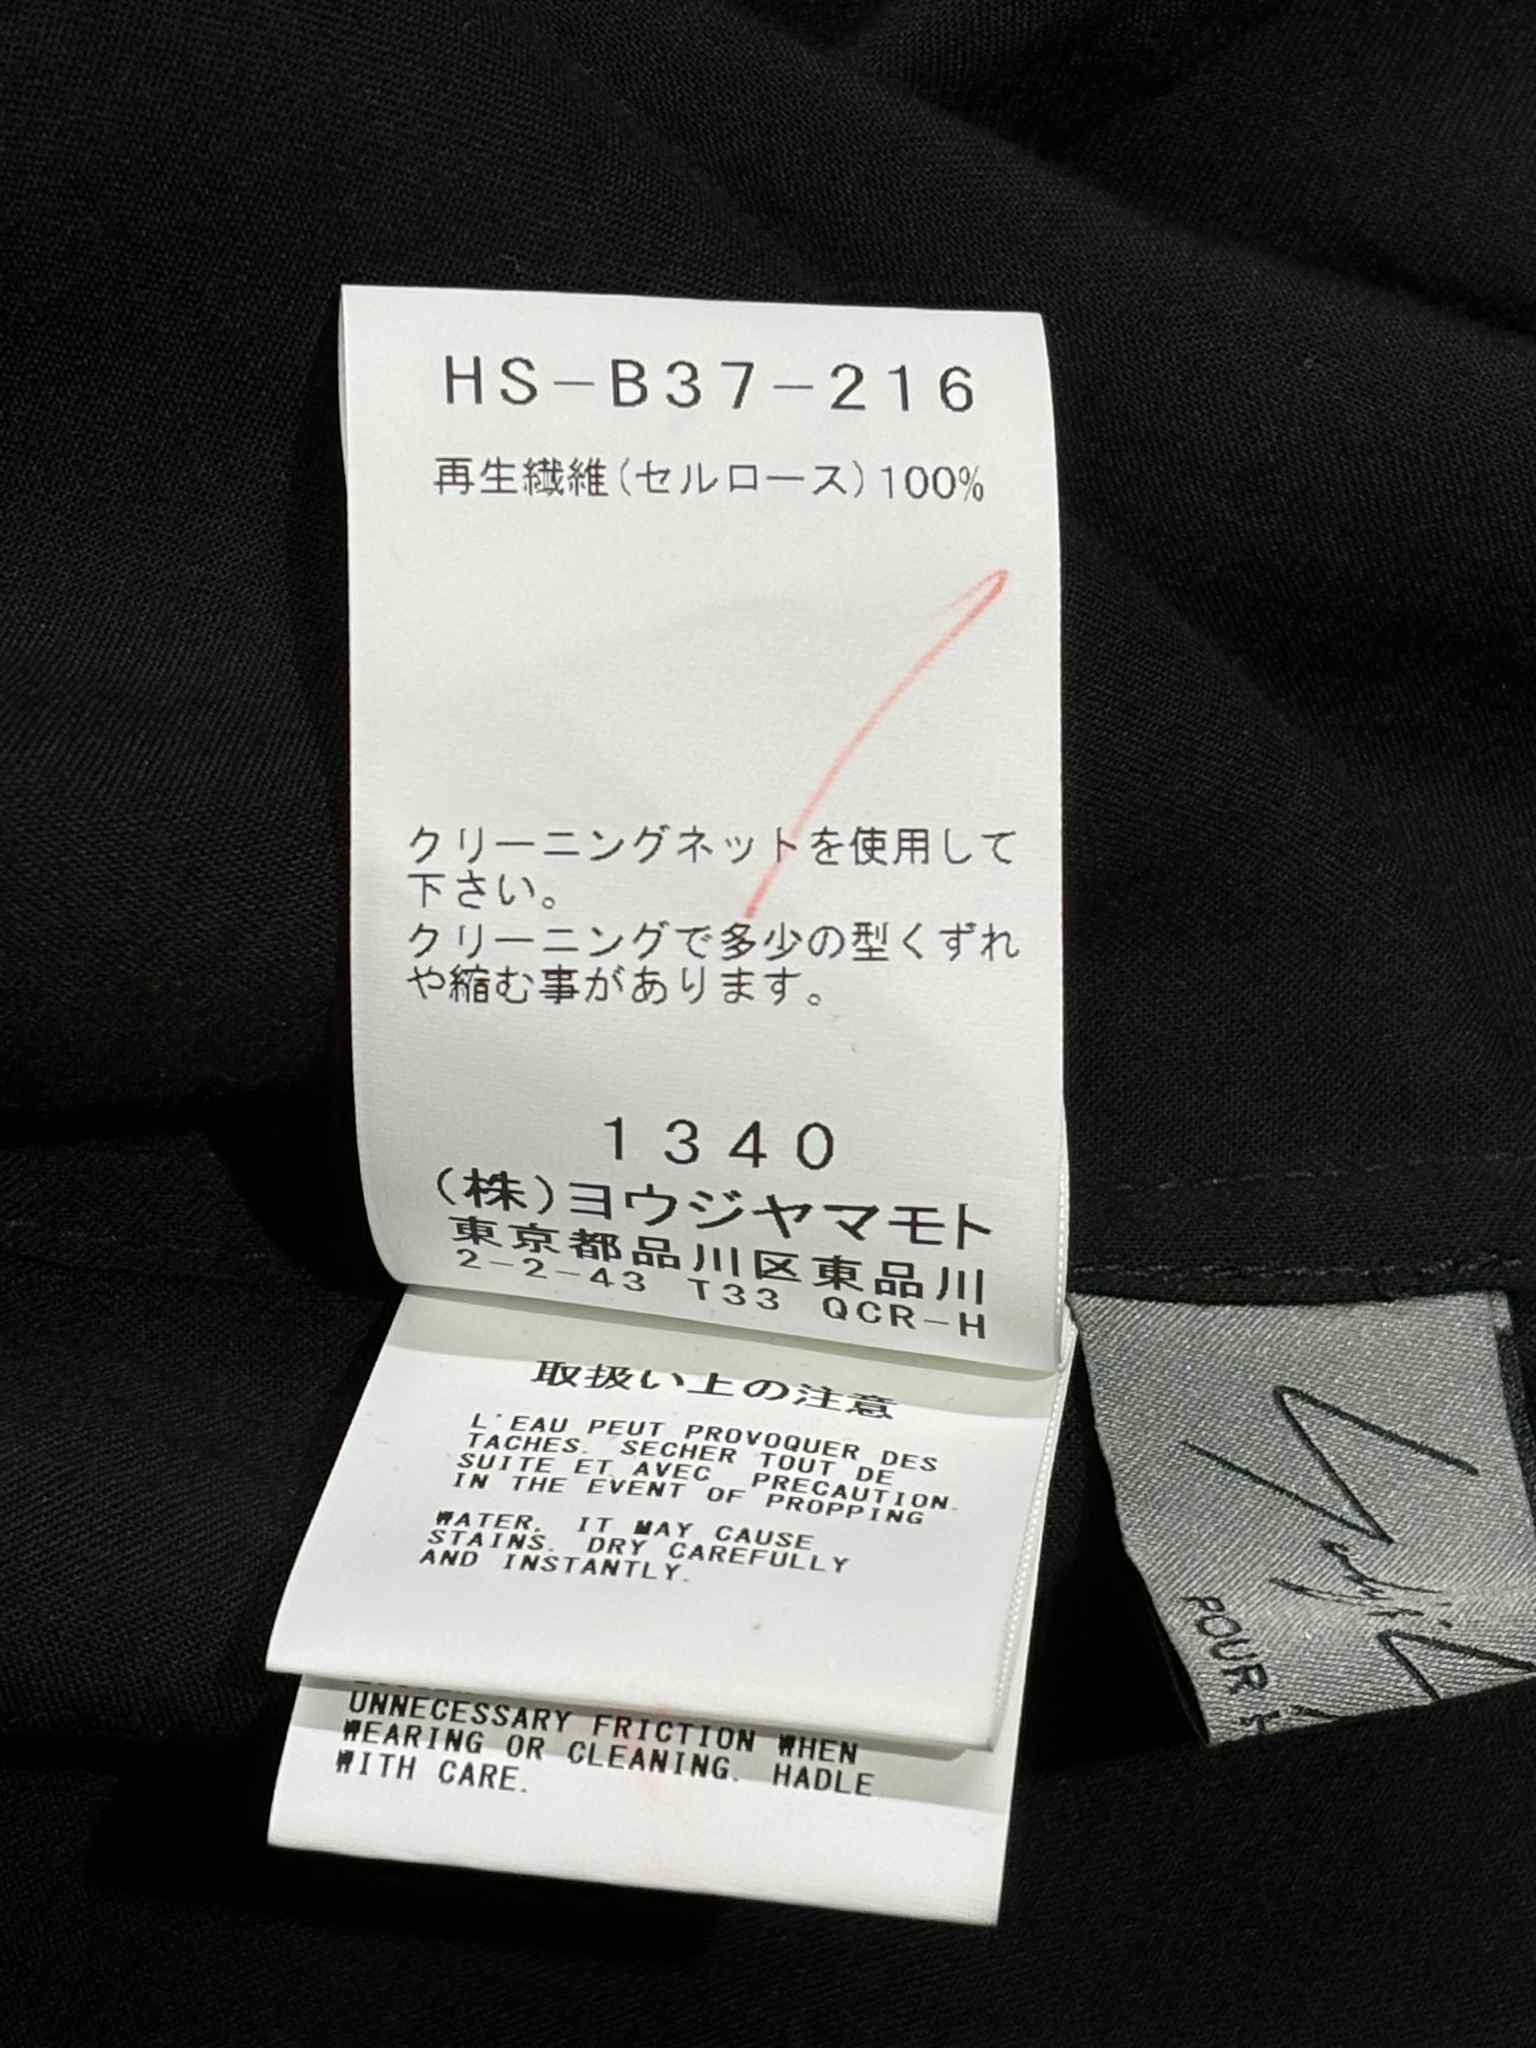 HS-B37-216
再生繊維(セルロース)100%
クリーニングネットを使用して
下さい。
クリーニングで多少の型くずれ
や縮む事があります。
1340
(株)ヨウジヤマモト
東京都品川区東品川
2-2-43 T33 QCR-H
取扱い上の注意
L'EAU PEUT PROVOQUER DES
TACHES. SECHER TOUT DE
SUITE ET AVEC PRECAUTION.
IN THE EVENT OF PROPPING
WATER, IT MAY CAUSE
STAINS. DRY CAREFULLY
AND INSTANTLY.
UNNECESSARY FRICTION WHEN
WEARING OR CLEANING. HADLE
WITH CARE.
Yohji
POUR